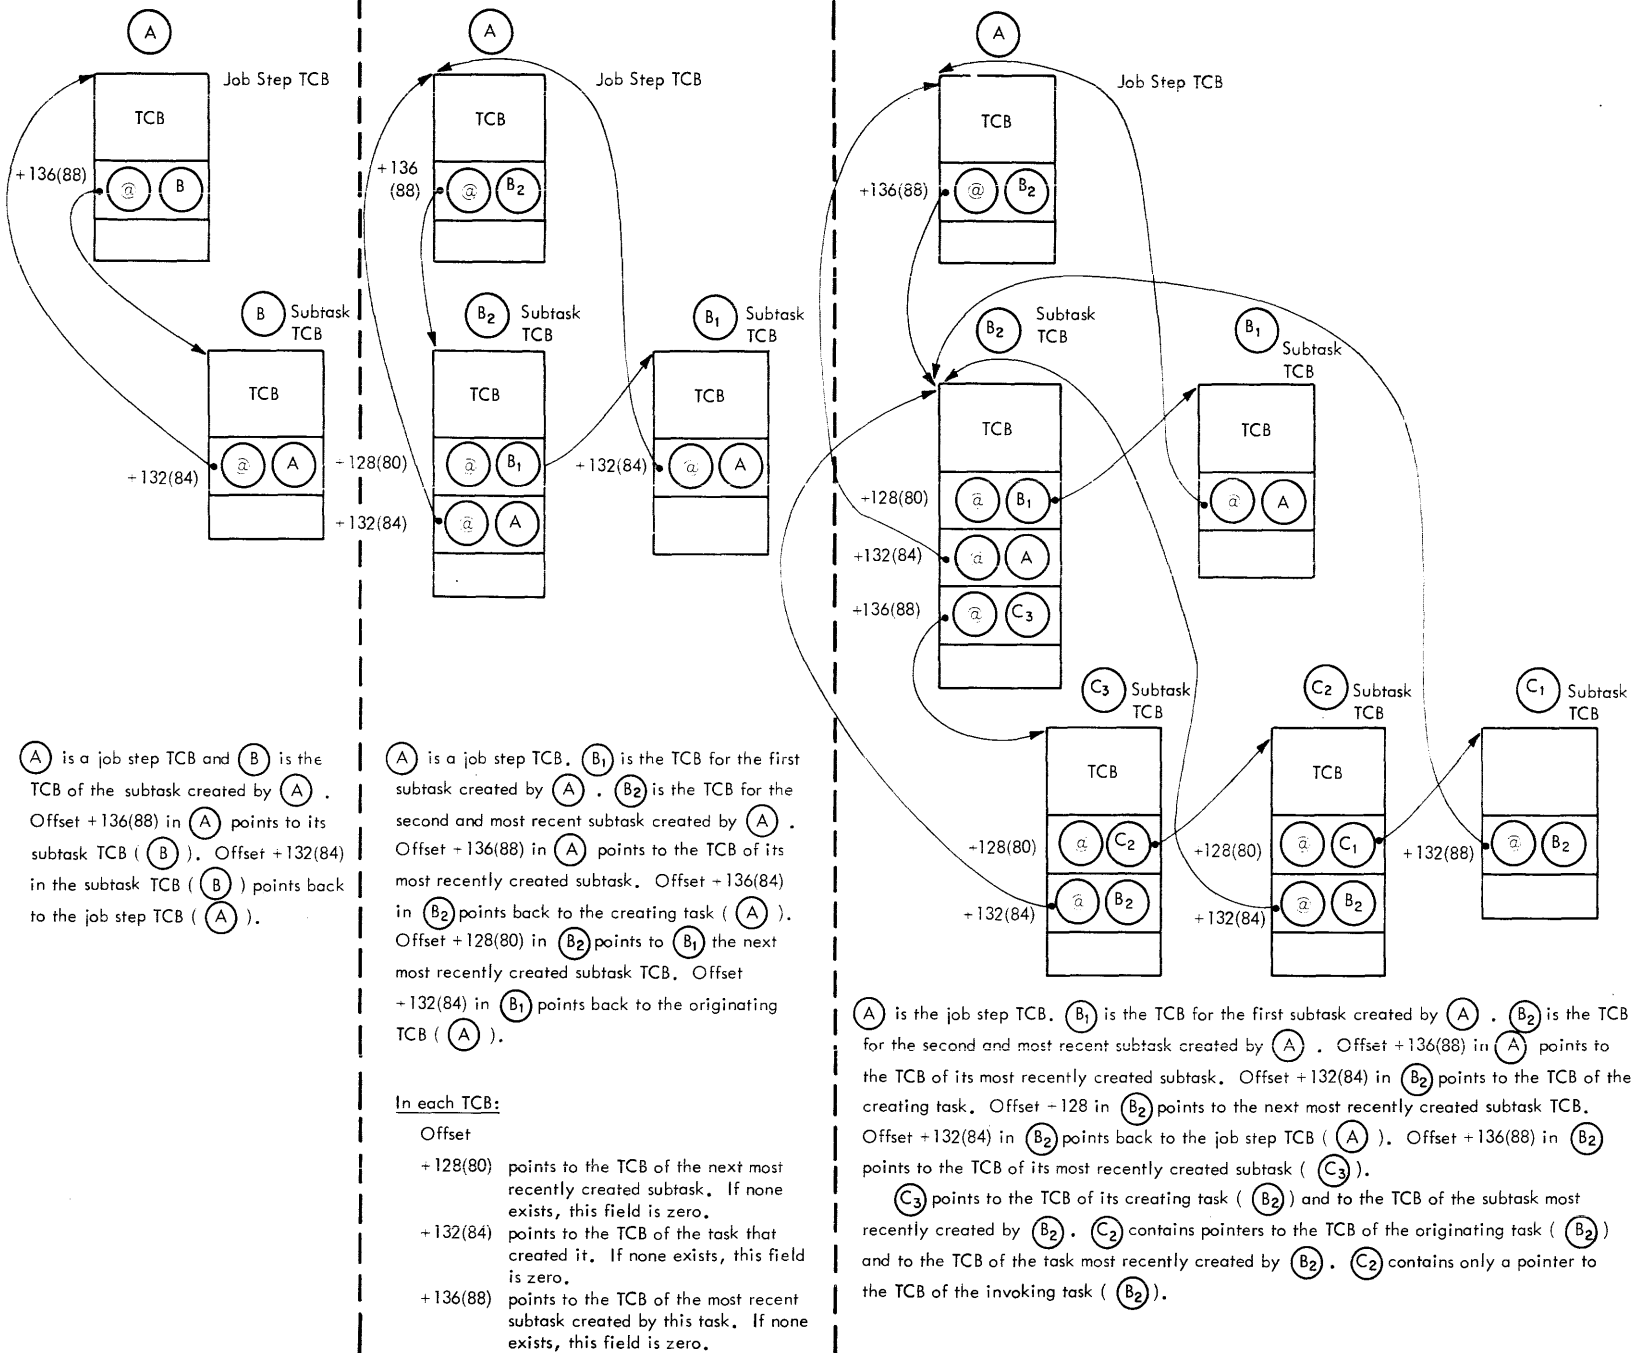 A
Job Step TCB
TCB
+136(88)
@ B
B Subtask
TCB
TCB
+132(84)
@ A
A is a job step TCB and B is the
TCB of the subtask created by A .
Offset +136(88) in A points to its
subtask TCB ( B ). Offset +132(84)
in the subtask TCB ( B ) points back
to the job step TCB ( A ).
A
Job Step TCB
TCB
+136
(88)
@ B2
B2 Subtask
TCB
B1 Subtask
TCB
TCB
TCB
+128(80)
@ B1
+132(84)
@ A
+132(84)
@ A
A is a job step TCB. B1 is the TCB for the first
subtask created by A . B2 is the TCB for the
second and most recent subtask created by A .
Offset +136(88) in A points to the TCB of its
most recently created subtask. Offset +136(84)
in B2 points back to the creating task ( A ).
Offset +128(80) in B2 points to B1 the next
most recently created subtask TCB. Offset
+132(84) in B1 points back to the originating
TCB ( A ).
In each TCB:
Offset
+128(80) points to the TCB of the next most
recently created subtask. If none
exists, this field is zero.
+132(84) points to the TCB of the task that
created it. If none exists, this field
is zero.
+136(88) points to the TCB of the most recent
subtask created by this task. If none
exists, this field is zero.
A
Job Step TCB
TCB
+136(88)
@ B2
B2 Subtask
TCB
B1
Subtask
TCB
TCB
TCB
+128(80)
@ B1
@ A
+132(84)
@ A
+136(88)
@ C3
C3 Subtask
TCB
C2 Subtask
TCB
C1 Subtask
TCB
TCB
TCB
+128(80)
@ C2
+128(80)
@ C1
+132(88)
@ B2
+132(84)
@ B2
+132(84)
@ B2
A is the job step TCB. B1 is the TCB for the first subtask created by A . B2 is the TCB
for the second and most recent subtask created by A . Offset +136(88) in A points to
the TCB of its most recently created subtask. Offset +132(84) in B2 points to the TCB of the
creating task. Offset +128 in B2 points to the next most recently created subtask TCB.
Offset +132(84) in B2 points back to the job step TCB ( A ). Offset +136(88) in B2
points to the TCB of its most recently created subtask ( C3 ).
C3 points to the TCB of its creating task ( B2 ) and to the TCB of the subtask most
recently created by B2 . C2 contains pointers to the TCB of the originating task ( B2 )
and to the TCB of the task most recently created by B2 . C2 contains only a pointer to
the TCB of the invoking task ( B2 ).